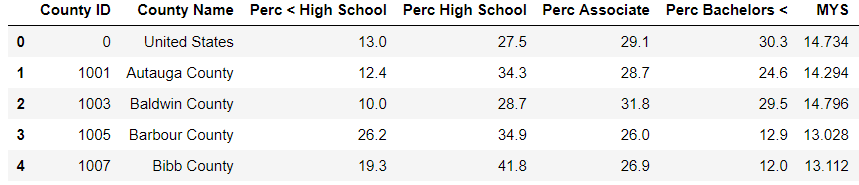 County ID County Name Perc < High School Perc High School Perc Associate Perc Bachelors < MYS
0 0 United States 13.0 27.5 29.1 30.3 14.734
1 1001 Autauga County 12.4 34.3 28.7 24.6 14.294
2 1003 Baldwin County 10.0 28.7 31.8 29.5 14.796
3 1005 Barbour County 26.2 34.9 26.0 12.9 13.028
4 1007 Bibb County 19.3 41.8 26.9 12.0 13.112